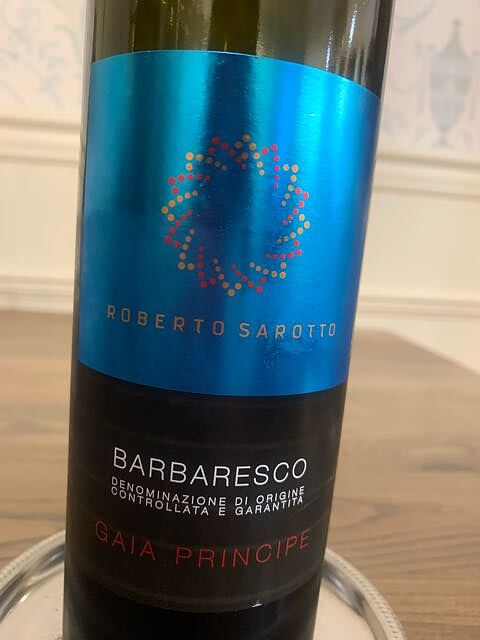 ROBERTO SAROTTO
BARBARESCO
DENOMINAZIONE DI ORIGINE
CONTROLLATA E GARANTITA
GAIA PRINCIPE